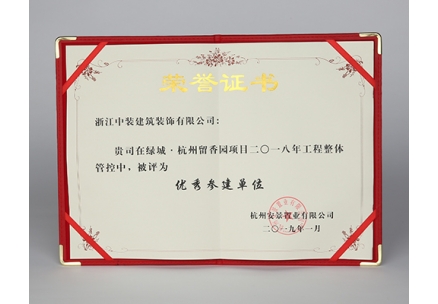 荣誉证书
浙江中装建筑装饰有限公司：
贵司在绿城·杭州留香园项目二〇一八年工程整体
管控中，被评为
优秀参建单位
杭州安景置业有限公司
二〇一九年一月